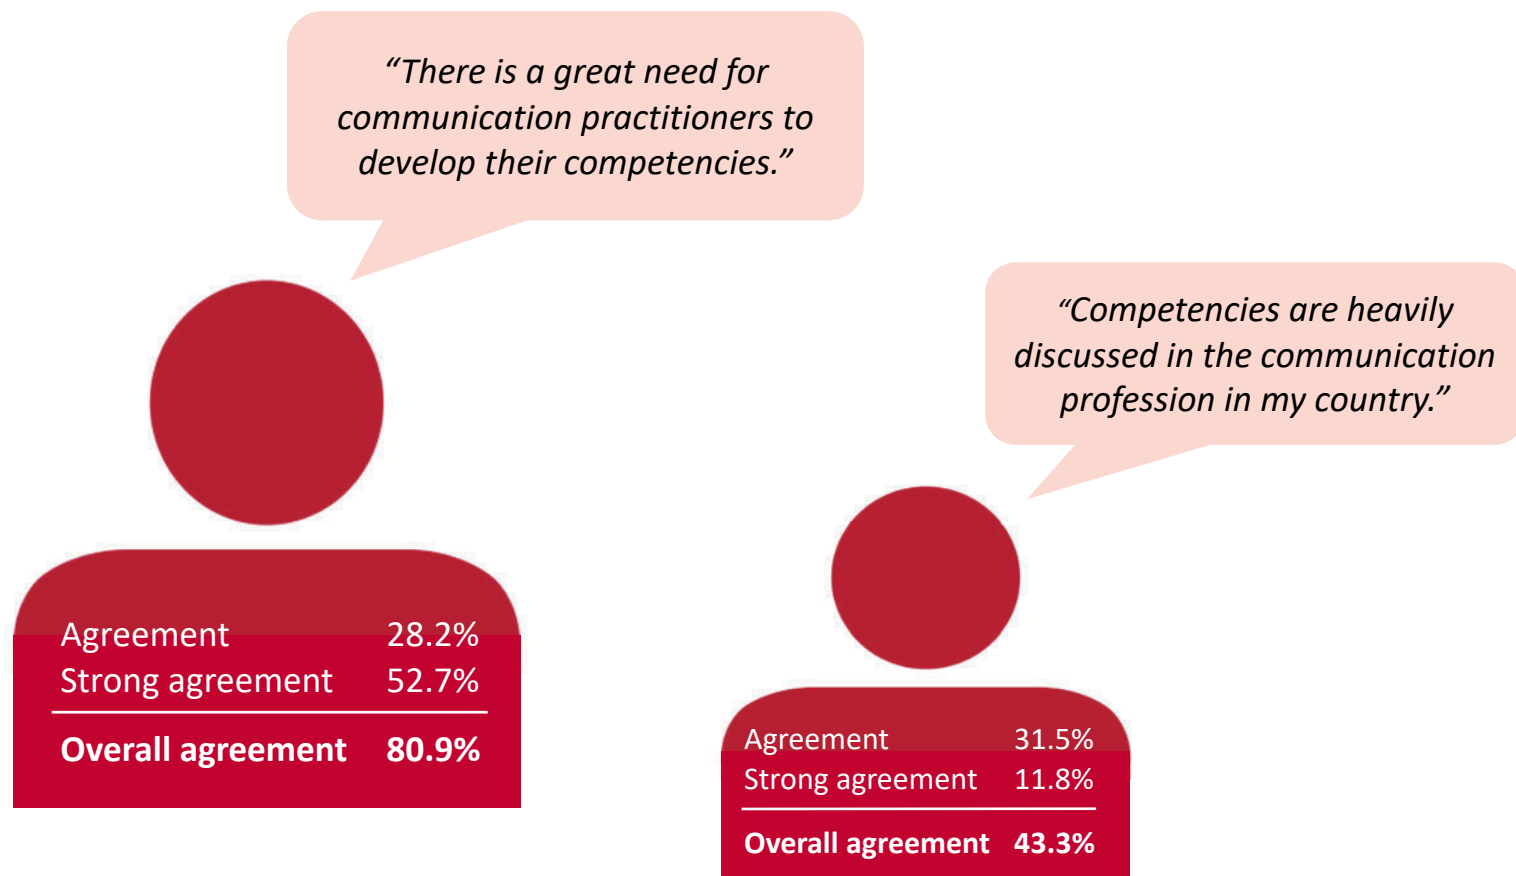 “There is a great need for
communication practitioners to
develop their competencies.”
“Competencies are heavily
discussed in the communication
profession in my country.”
Agreement 28.2%
Strong agreement 52.7%
Overall agreement 80.9%
Agreement 31.5%
Strong agreement 11.8%
Overall agreement 43.3%